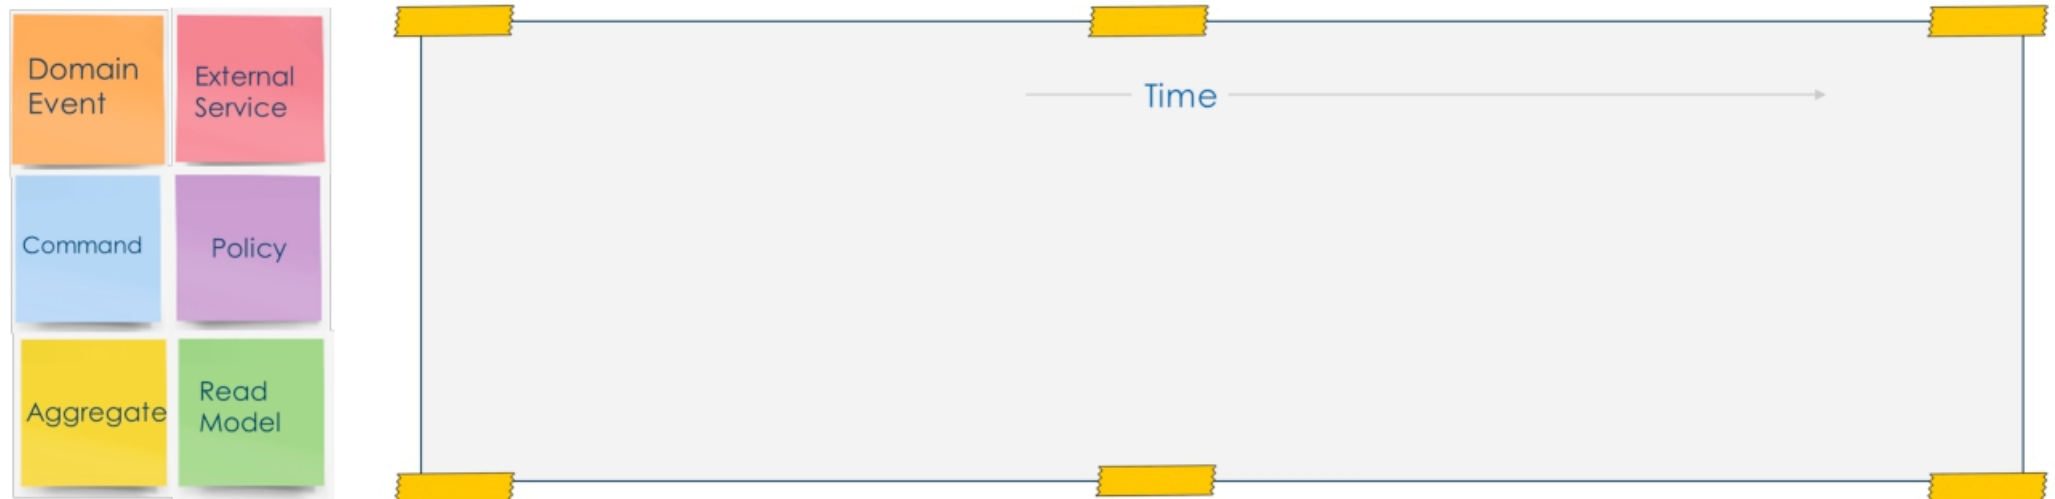 Domain
Event
External
Service
Command
Policy
Aggregate
Read
Model
Time